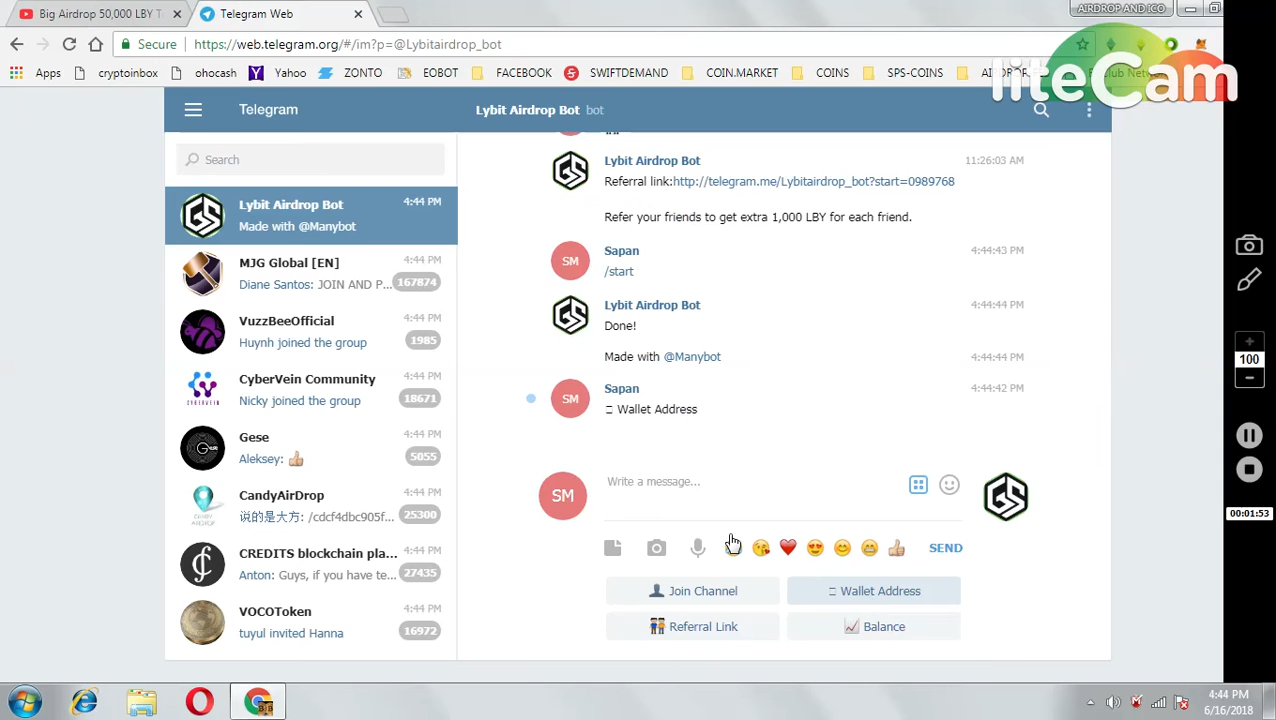 Big Airdrop 50,000 LBY T
Telegram Web
AIRDROP AND ICO
Secure
https://web.telegram.org/#/im?p=@Lybitairdrop_bot
Apps
cryptoinbox
ohocash
Yahoo
ZONTO
EOBOT
FACEBOOK
SWIFTDEMAND
COIN.MARKET
COINS
SPS-COINS
liteCam
Telegram
Lybit Airdrop Bot bot
Search
Lybit Airdrop Bot 4:44 PM
Made with @Manybot
MJG Global [EN] 4:44 PM
Diane Santos: JOIN AND P... 167874
VuzzBeeOfficial 4:44 PM
Huynh joined the group 1985
CyberVein Community 4:44 PM
Nicky joined the group 18671
Gese 4:44 PM
Aleksey: 👍 5055
CandyAirDrop 4:44 PM
说的是大方: /cdcf4dbc905f... 25300
CREDITS blockchain pla... 4:44 PM
Anton: Guys, if you have te... 27435
VOCOToken 4:44 PM
tuyul invited Hanna 16972
Lybit Airdrop Bot 11:26:03 AM
Referral link:http://telegram.me/Lybitairdrop_bot?start=0989768
Refer your friends to get extra 1,000 LBY for each friend.
SM
Sapan 4:44:43 PM
/start
Lybit Airdrop Bot 4:44:44 PM
Done!
Made with @Manybot 4:44:44 PM
SM
Sapan 4:44:42 PM
Wallet Address
SM
Write a message...
SEND
Join Channel
Wallet Address
Referral Link
Balance
100
00:01:53
4:44 PM
6/16/2018